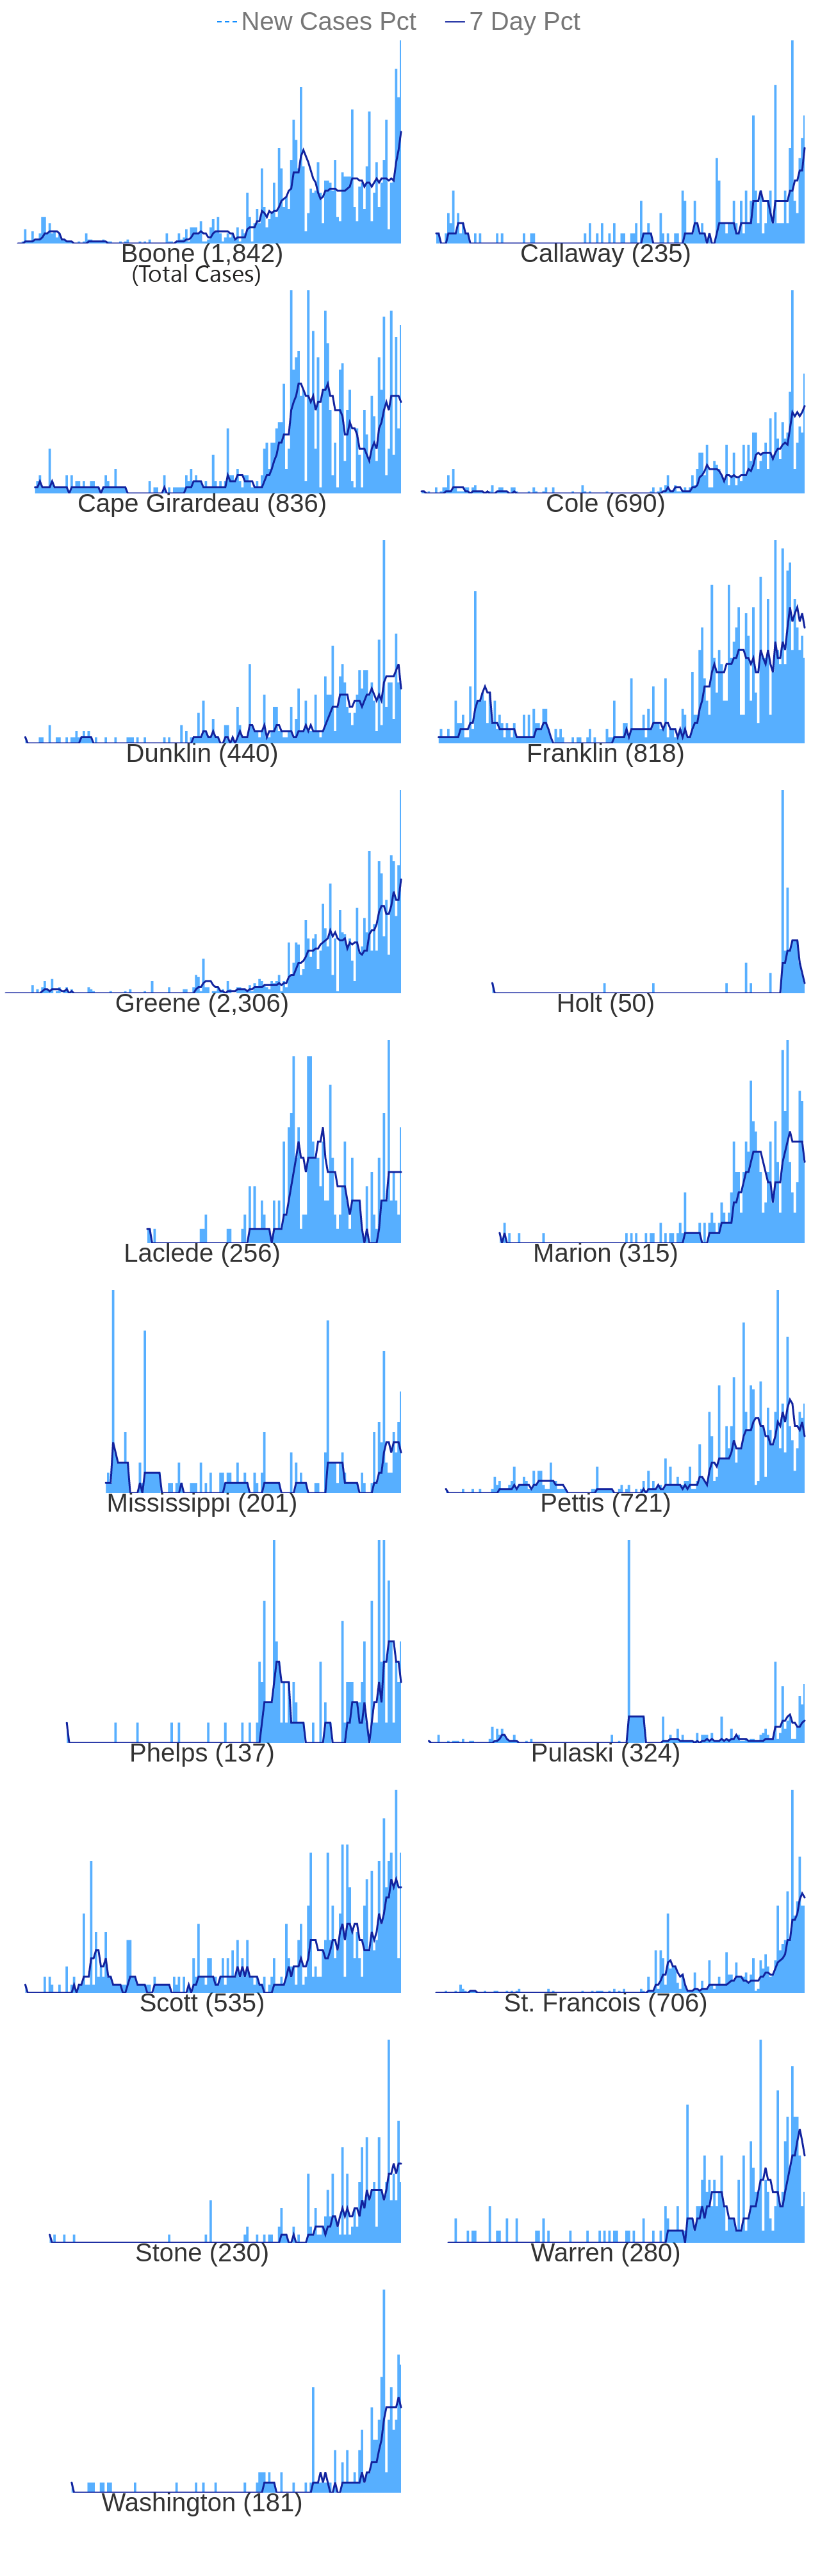 New Cases Pct 7 Day Pct
Boone (1,842) Callaway (235)
(Total Cases)
Cape Girardeau (836) Cole (690)
Dunklin (440) Franklin (818)
Greene (2,306) Holt (50)
Laclede (256) Marion (315)
Mississippi (201) Pettis (721)
Phelps (137) Pulaski (324)
Scott (535) St. Francois (706)
Stone (230) Warren (280)
Washington (181)